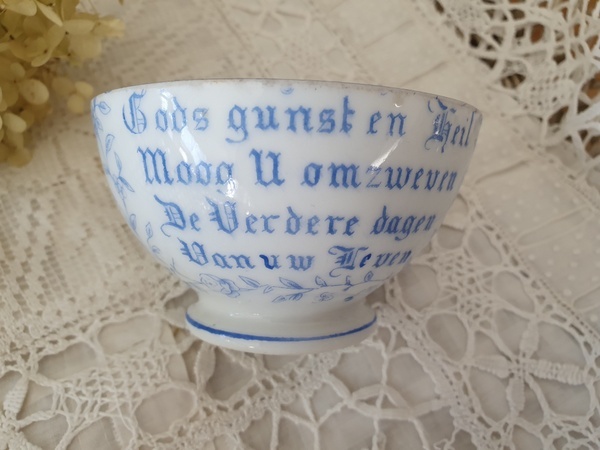 Gods gunst en Heil
Moog U omzweven
De Verdere dagen
Van uw Leven